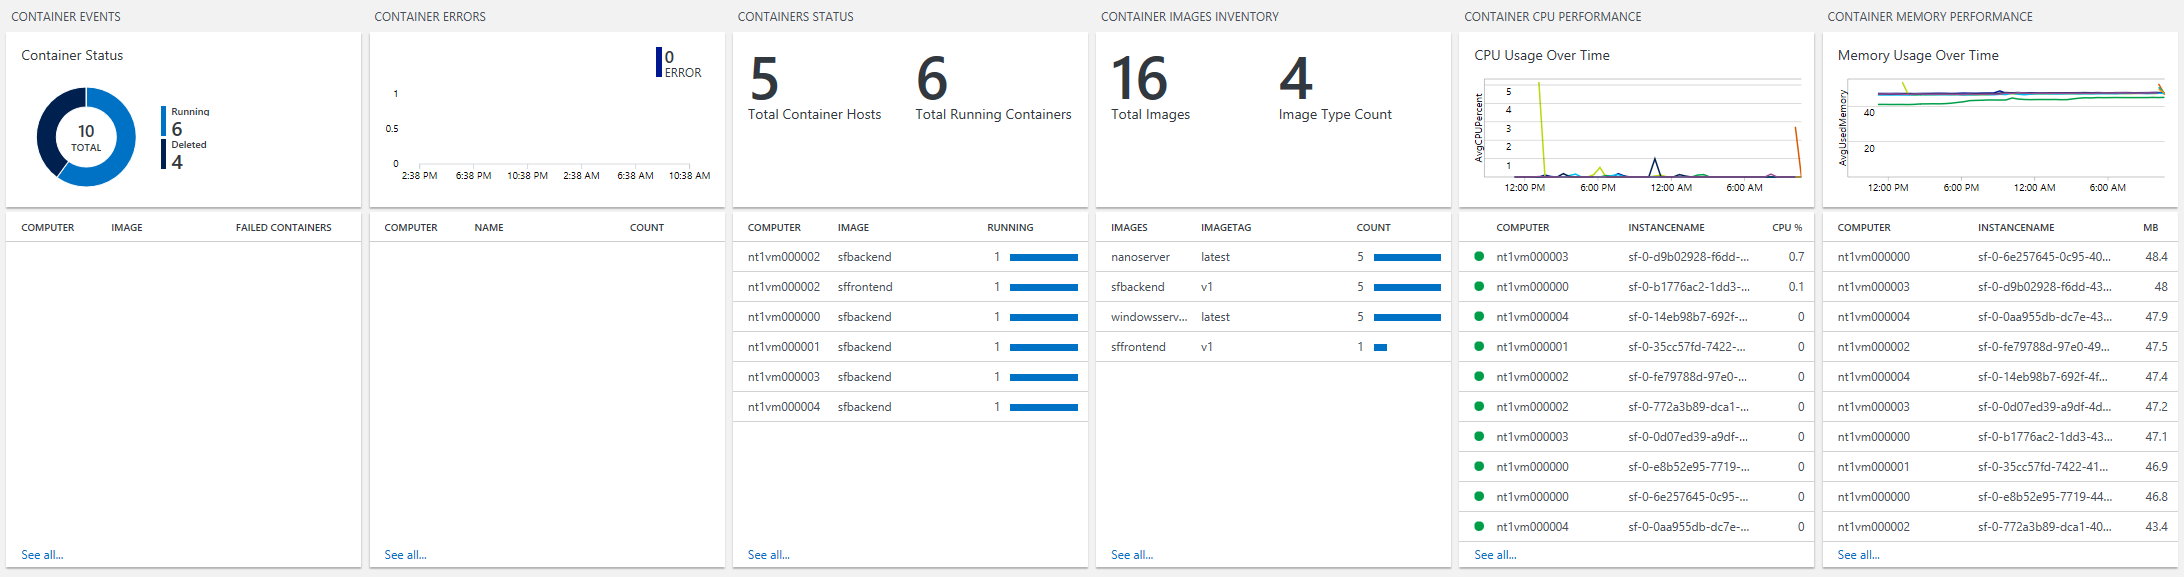 CONTAINER EVENTS
Container Status
10
TOTAL
Running
6
Deleted
4
COMPUTER IMAGE FAILED CONTAINERS
See all...
CONTAINER ERRORS
0
ERROR
1
0.5
0
2:38 PM 6:38 PM 10:38 PM 2:38 AM 6:38 AM 10:38 AM
COMPUTER NAME COUNT
See all...
CONTAINERS STATUS
5 6
Total Container Hosts Total Running Containers
COMPUTER IMAGE RUNNING
nt1vm000002 sfbackend 1
nt1vm000002 sffrontend 1
nt1vm000000 sfbackend 1
nt1vm000001 sfbackend 1
nt1vm000003 sfbackend 1
nt1vm000004 sfbackend 1
See all...
CONTAINER IMAGES INVENTORY
16 4
Total Images Image Type Count
IMAGES IMAGETAG COUNT
nanoserver latest 5
sfbackend v1 5
windowsserv... latest 5
sffrontend v1 1
See all...
CONTAINER CPU PERFORMANCE
CPU Usage Over Time
AvgCPUPercent
5
4
3
2
1
12:00 PM 6:00 PM 12:00 AM 6:00 AM
COMPUTER INSTANCENAME CPU %
nt1vm000003 sf-0-d9b02928-f6dd-... 0.7
nt1vm000000 sf-0-b1776ac2-1dd3-... 0.1
nt1vm000004 sf-0-14eb98b7-692f-... 0
nt1vm000001 sf-0-35cc57fd-7422-... 0
nt1vm000002 sf-0-fe79788d-97e0-... 0
nt1vm000002 sf-0-772a3b89-dca1-... 0
nt1vm000003 sf-0-0d07ed39-a9df-... 0
nt1vm000000 sf-0-e8b52e95-7719-... 0
nt1vm000000 sf-0-6e257645-0c95-... 0
nt1vm000004 sf-0-0aa955db-dc7e-... 0
See all...
CONTAINER MEMORY PERFORMANCE
Memory Usage Over Time
AvgUsedMemory
40
20
12:00 PM 6:00 PM 12:00 AM 6:00 AM
COMPUTER INSTANCENAME MB
nt1vm000000 sf-0-6e257645-0c95-40... 48.4
nt1vm000003 sf-0-d9b02928-f6dd-43... 48
nt1vm000004 sf-0-0aa955db-dc7e-43... 47.9
nt1vm000002 sf-0-fe79788d-97e0-49... 47.5
nt1vm000004 sf-0-14eb98b7-692f-4f... 47.4
nt1vm000003 sf-0-0d07ed39-a9df-4d... 47.2
nt1vm000000 sf-0-b1776ac2-1dd3-43... 47.1
nt1vm000001 sf-0-35cc57fd-7422-41... 46.9
nt1vm000000 sf-0-e8b52e95-7719-44... 46.8
nt1vm000002 sf-0-772a3b89-dca1-40... 43.4
See all...